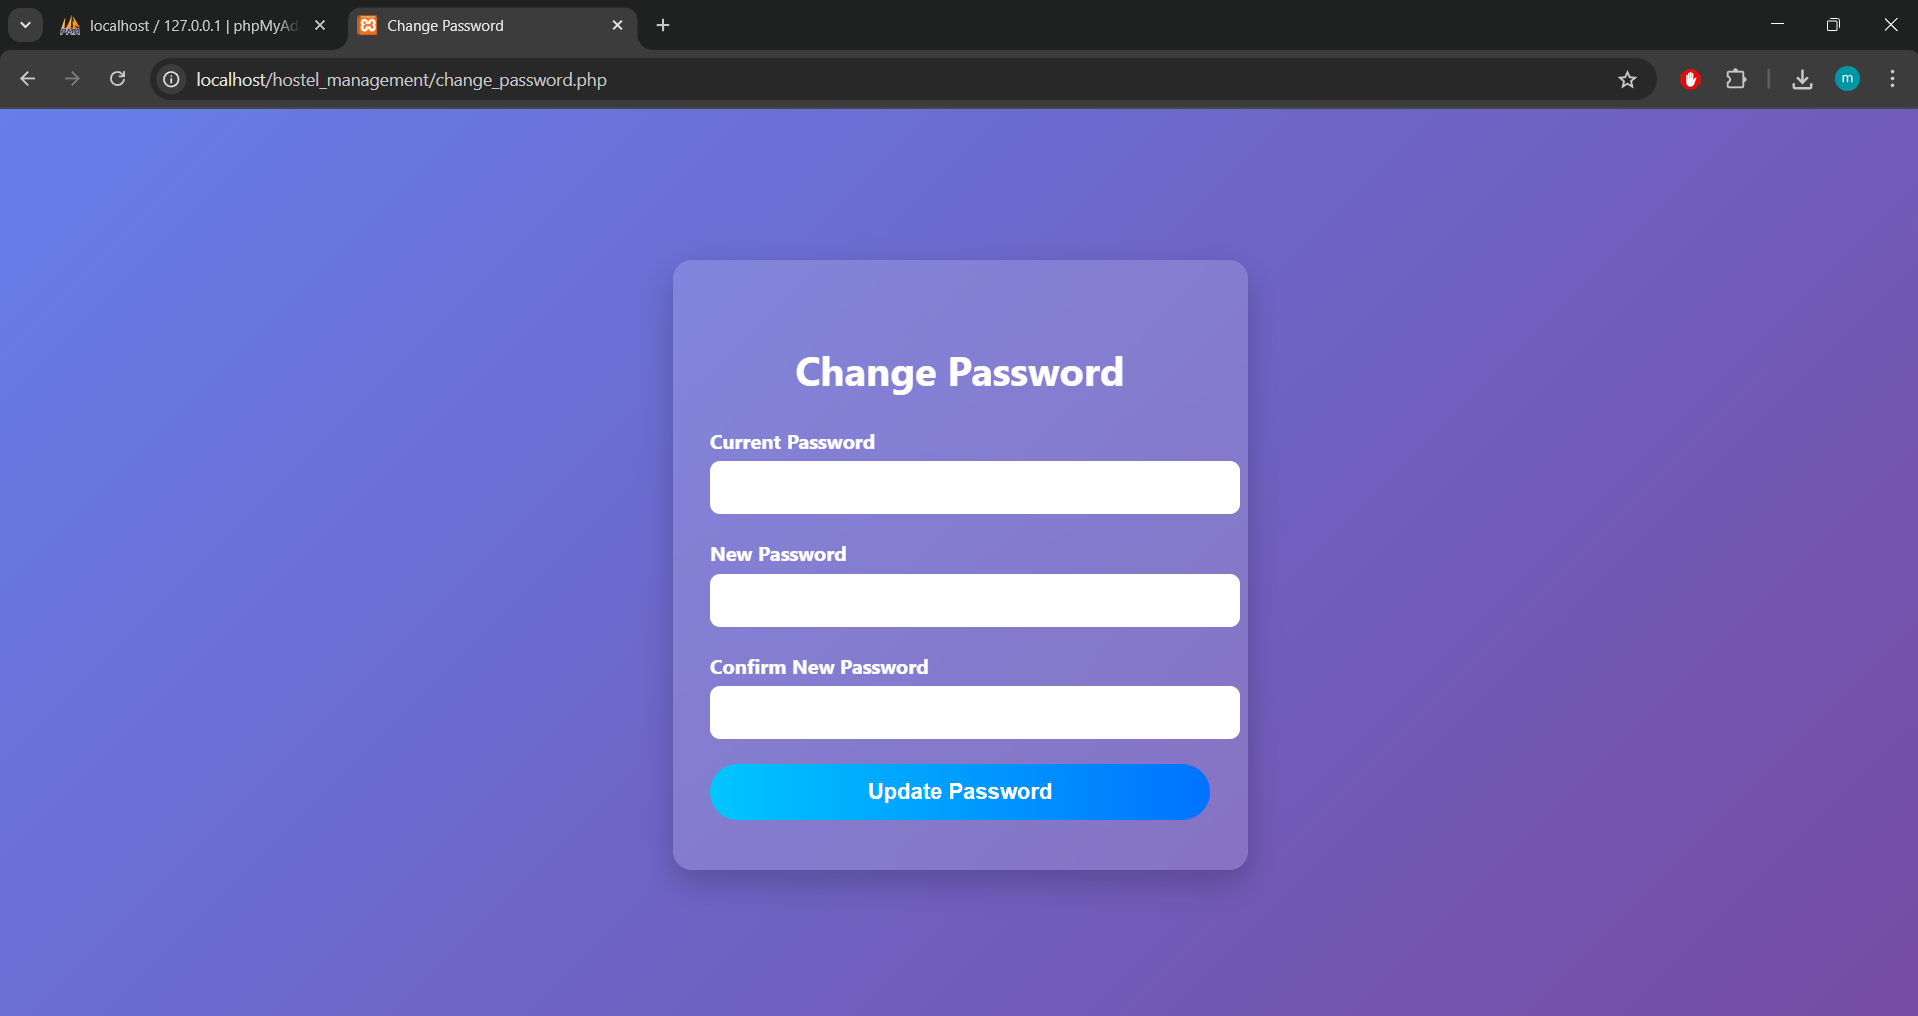 localhost / 127.0.0.1 | phpMyAd
Change Password
localhost/hostel_management/change_password.php
m
Change Password
Current Password
New Password
Confirm New Password
Update Password